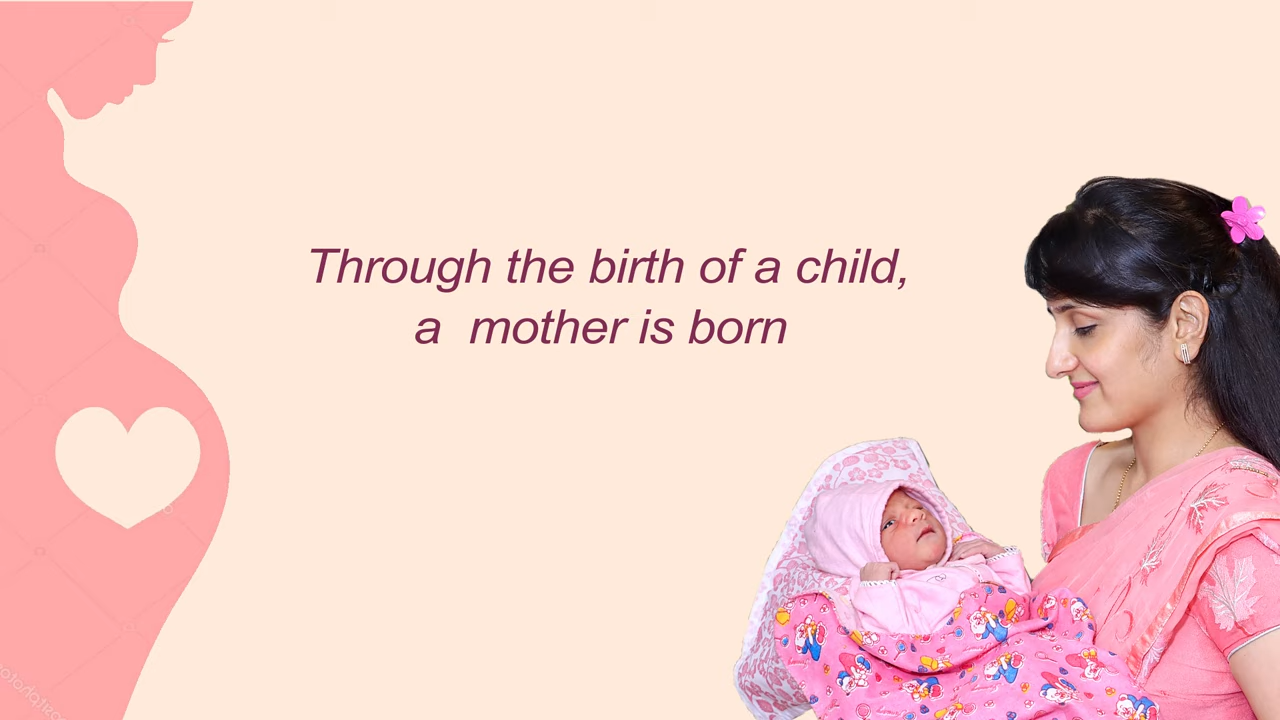 Through the birth of a child,
a  mother is born